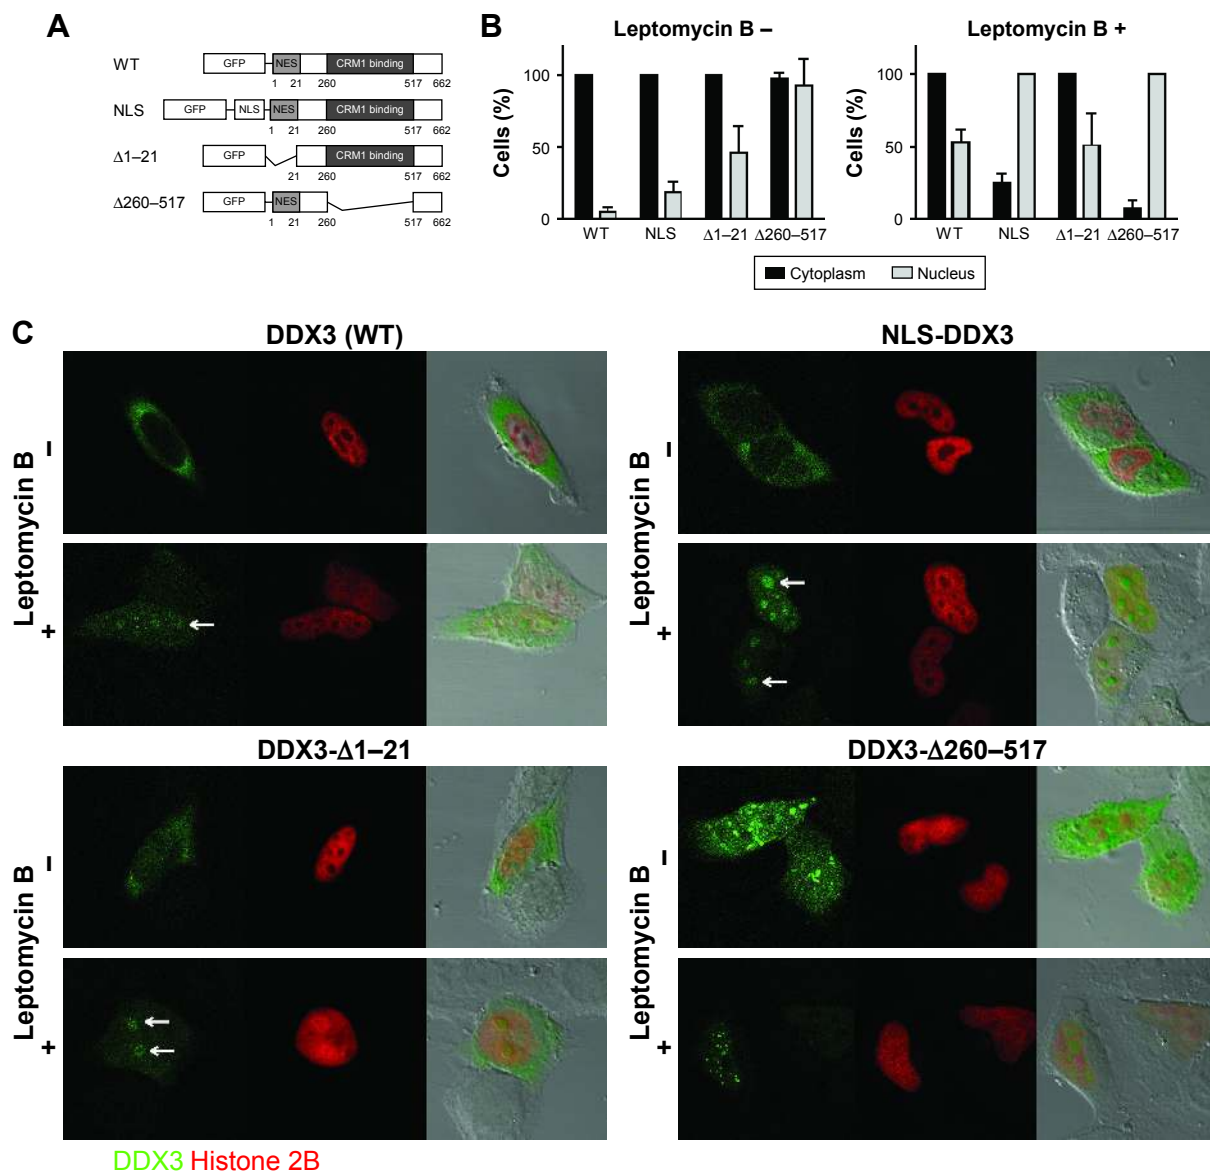 A
WT
GFP NES CRM1 binding
1 21 260 517 662
NLS
GFP NLS NES CRM1 binding
1 21 260 517 662
Δ1–21
GFP CRM1 binding
21 260 517 662
Δ260–517
GFP NES
1 21 260 517 662
B
Leptomycin B –
Cells (%)
100
50
0
WT NLS Δ1–21 Δ260–517
Leptomycin B +
Cells (%)
100
50
0
WT NLS Δ1–21 Δ260–517
Cytoplasm Nucleus
C
DDX3 (WT)
Leptomycin B
–
+
NLS-DDX3
Leptomycin B
–
+
DDX3-Δ1–21
Leptomycin B
–
+
DDX3-Δ260–517
Leptomycin B
–
+
DDX3 Histone 2B